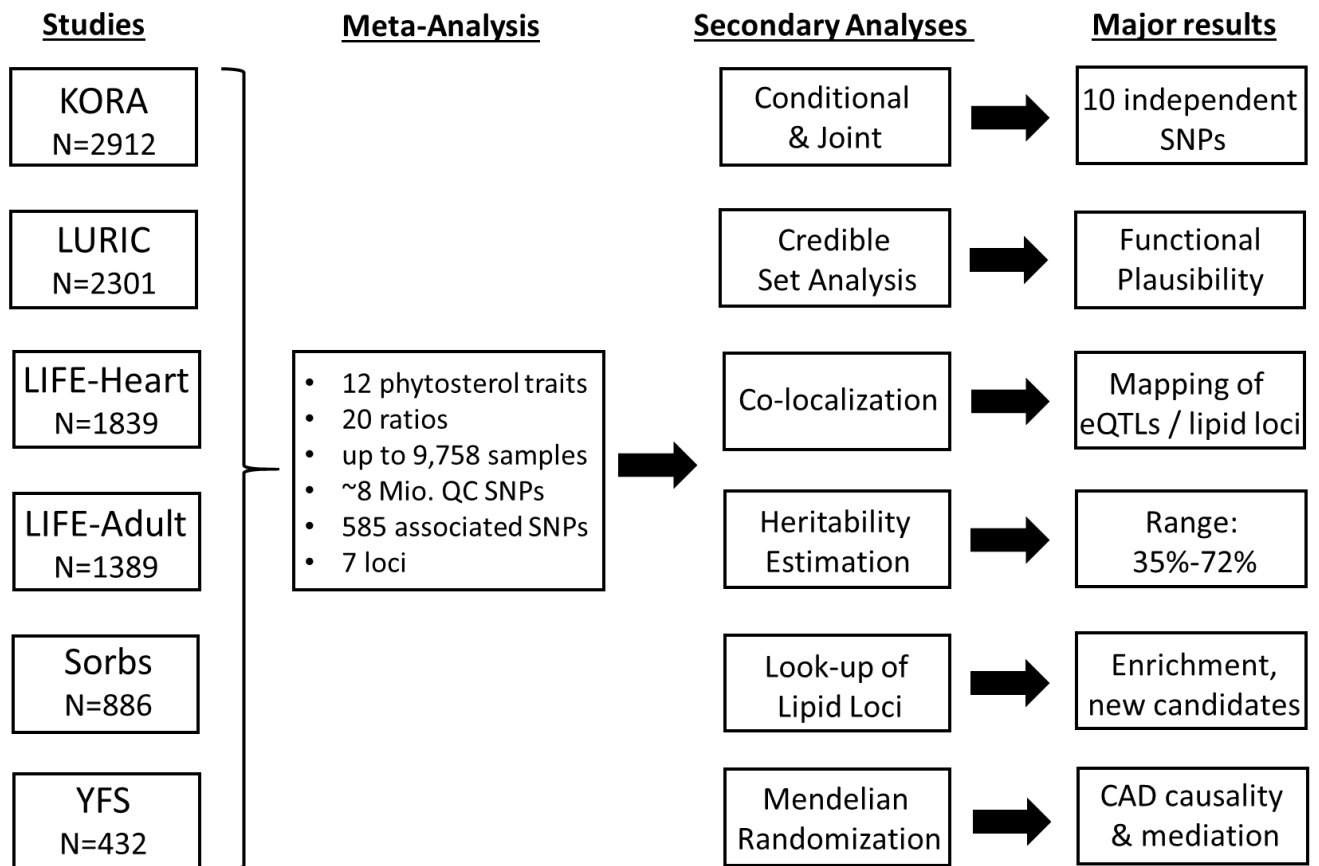 Studies
KORA
N=2912
LURIC
N=2301
LIFE-Heart
N=1839
LIFE-Adult
N=1389
Sorbs
N=886
YFS
N=432
Meta-Analysis
• 12 phytosterol traits
• 20 ratios
• up to 9,758 samples
• ~8 Mio. QC SNPs
• 585 associated SNPs
• 7 loci
Secondary Analyses
Conditional
& Joint
Credible
Set Analysis
Co-localization
Heritability
Estimation
Look-up of
Lipid Loci
Mendelian
Randomization
Major results
10 independent
SNPs
Functional
Plausibility
Mapping of
eQTLs / lipid loci
Range:
35%-72%
Enrichment,
new candidates
CAD causality
& mediation